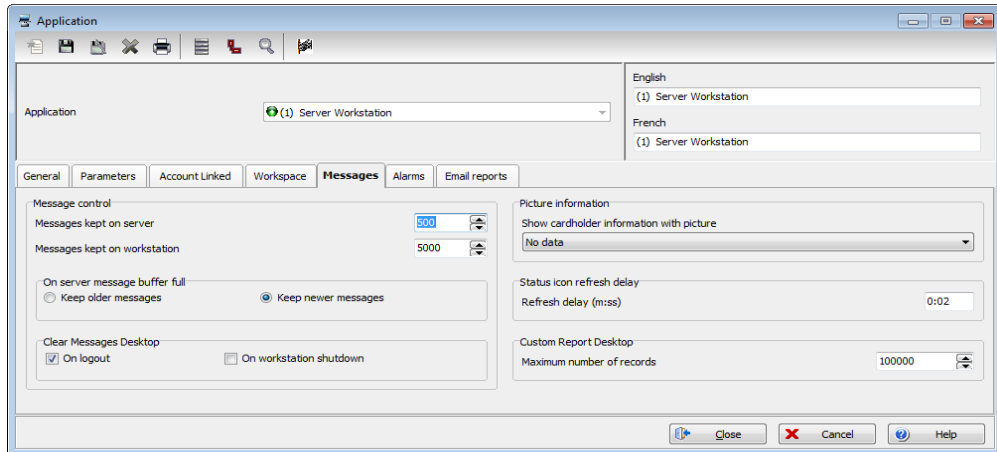 Application
English
(1) Server Workstation
Application
(1) Server Workstation
French
(1) Server Workstation
General Parameters Account Linked Workspace Messages Alarms Email reports
Message control
Messages kept on server 500
Messages kept on workstation 5000
On server message buffer full
Keep older messages Keep newer messages
Clear Messages Desktop
On logout On workstation shutdown
Picture information
Show cardholder information with picture
No data
Status icon refresh delay
Refresh delay (m:ss) 0:02
Custom Report Desktop
Maximum number of records 100000
Close Cancel Help